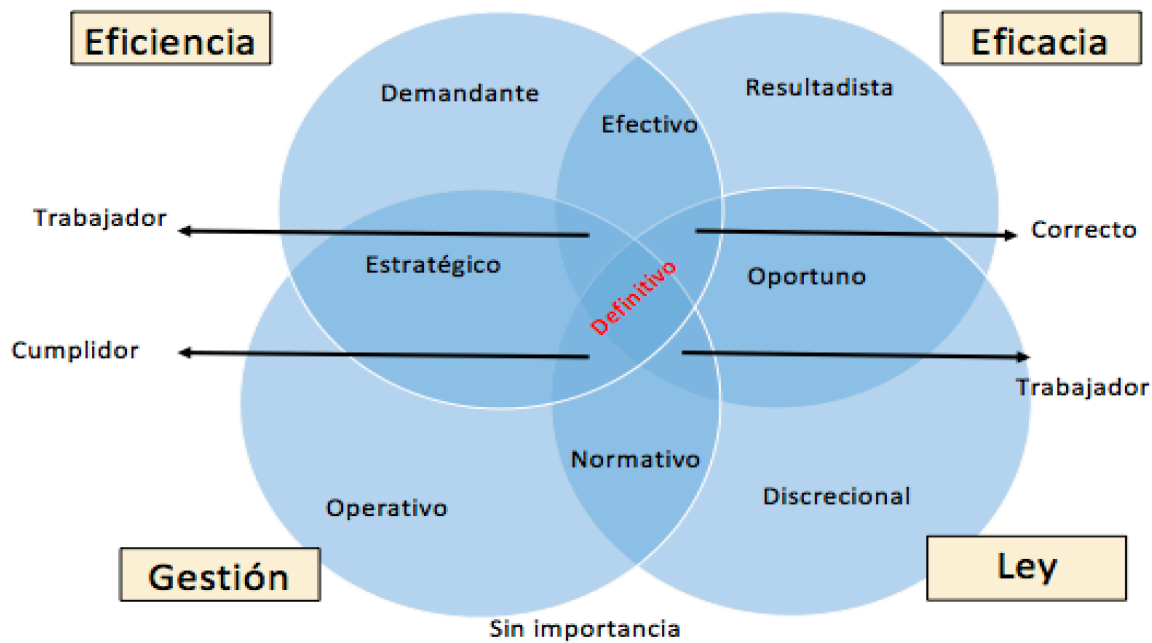 Eficiencia
Eficacia
Demandante
Resultadista
Efectivo
Trabajador
Correcto
Estratégico
Oportuno
Definitivo
Cumplidor
Trabajador
Normativo
Operativo
Discrecional
Gestión
Ley
Sin importancia